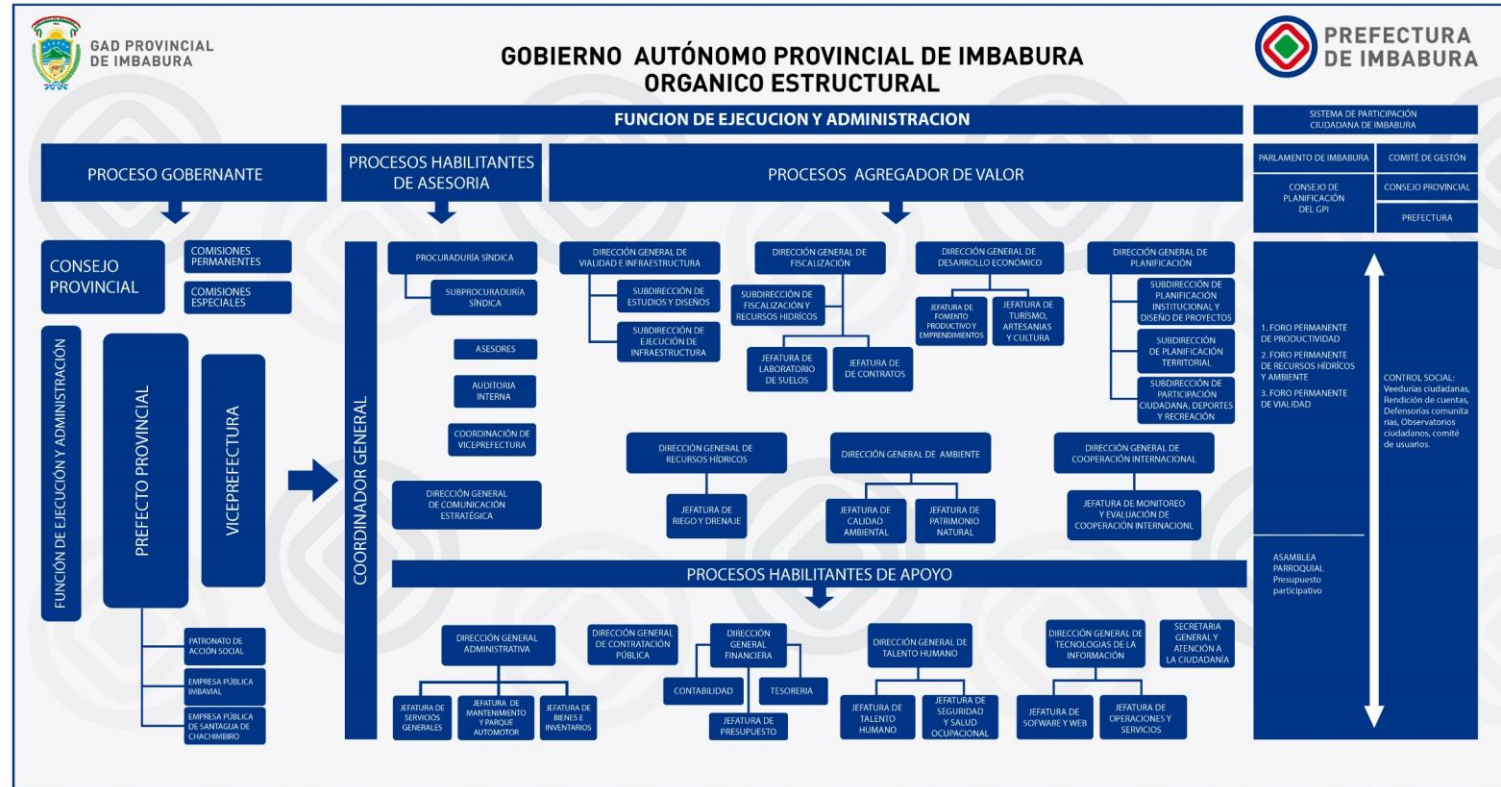 GAD PROVINCIAL
DE IMBABURA
GOBIERNO AUTÓNOMO PROVINCIAL DE IMBABURA
ORGANICO ESTRUCTURAL
PREFECTURA
DE IMBABURA
FUNCION DE EJECUCION Y ADMINISTRACION
SISTEMA DE PARTICIPACIÓN
CIUDADANA DE IMBABURA
PROCESO GOBERNANTE
PROCESOS HABILITANTES
DE ASESORIA
PROCESOS AGREGADOR DE VALOR
PARLAMENTO DE IMBABURA
COMITÉ DE GESTÓN
CONSEJO DE
PLANIFICACIÓN
DEL GPI
CONSEJO PROVINCIAL
PREFECTURA
CONSEJO
PROVINCIAL
COMISIONES
PERMANENTES
COMISIONES
ESPECIALES
FUNCIÓN DE EJECUCIÓN Y ADMINISTRACIÓN
PREFECTO PROVINCIAL
VICEPREFECTURA
PATRONATO DE
ACCIÓN SOCIAL
EMPRESA PÚBLICA
IMBAVIAL
EMPRESA PÚBLICA
DE SANTAGUA DE
CHACHIMBIRO
COORDINADOR GENERAL
PROCURADURÍA SÍNDICA
SUBPROCURADURÍA
SÍNDICA
ASESORES
AUDITORIA
INTERNA
COORDINACIÓN DE
VICEPREFECTURA
DIRECCIÓN GENERAL
DE COMUNICACIÓN
ESTRATÉGICA
DIRECCIÓN GENERAL DE
VIALIDAD E INFRAESTRUCTURA
SUBDIRECCIÓN DE
ESTUDIOS Y DISEÑOS
SUBDIRECCIÓN DE
EJECUCIÓN DE
INFRAESTRUCTURA
DIRECCIÓN GENERAL DE
FISCALIZACIÓN
SUBDIRECCIÓN DE
FISCALIZACIÓN Y
RECURSOS HIDRÍCOS
JEFATURA DE
LABORATORIO
DE SUELOS
JEFATURA DE
DE CONTRATOS
DIRECCIÓN GENERAL DE
DESARROLLO ECONÓMICO
JEFATURA DE
FOMENTO
PRODUCTIVO Y
EMPRENDIMIENTOS
JEFATURA DE
TURÍSMO,
ARTESANIAS
Y CULTURA
DIRECCIÓN GENERAL DE
PLANIFICACIÓN
SUBDIRECCIÓN DE
PLANIFICACIÓN
INSTITUCIONAL Y
DISEÑO DE PROYECTOS
SUBDIRECCIÓN
DE PLANIFICACIÓN
TERRITORIAL
SUBDIRECCIÓN DE
PARTICIPACIÓN
CIUDADANA, DEPORTES
Y RECREACIÓN
DIRECCIÓN GENERAL DE
RECURSOS HÍDRICOS
JEFATURA DE
RIEGO Y DRENAJE
DIRECCIÓN GENERAL DE AMBIENTE
JEFATURA DE
CALIDAD
AMBIENTAL
JEFATURA DE
PATRIMONIO
NATURAL
DIRECCIÓN GENERAL DE
COOPERACIÓN INTERNACIONAL
JEFATURA DE MONITOREO
Y EVALUACIÓN DE
COOPERACIÓN INTERNACIONL
PROCESOS HABILITANTES DE APOYO
DIRECCIÓN GENERAL
ADMINISTRATIVA
JEFATURA DE
SERVICIÓS
GENERALES
JEFATURA DE
MANTENIMIENTO
Y PARQUE
AUTOMOTOR
JEFATURA DE
BIENES E
INVENTARIOS
DIRECCIÓN GENERAL
DE CONTRATACIÓN
PÚBLICA
DIRECCIÓN
GENERAL
FINANCIERA
CONTABILIDAD
TESORERIA
JEFATURA DE
PRESUPUESTO
DIRECCIÓN GENERAL DE
TALENTO HUMANO
JEFATURA DE
TALENTO
HUMANO
JEFATURA DE
SEGURIDAD
Y SALUD
OCUPACIONAL
DIRECCIÓN GENERAL DE
TECNOLOGIAS DE LA
INFORMACIÓN
JEFATURA DE
SOFWARE Y WEB
JEFATURA DE
OPERACIONES Y
SERVICIOS
SECRETARIA
GENERAL Y
ATENCIÓN A
LA CIUDADANÍA
1. FORO PERMANENTE
DE PRODUCTIVIDAD
2. FORO PERMANENTE
DE RECURSOS HÍDRICOS
Y AMBIENTE
3. FORO PERMANENTE
DE VIALIDAD
ASAMBLEA
PARROQUIAL
Presupuesto
participativo
CONTROL SOCIAL:
Veedurías ciudadanas,
Rendición de cuentas,
Defensorías comunita
rías, Observatorios
ciudadanos, comité
de usuarios.